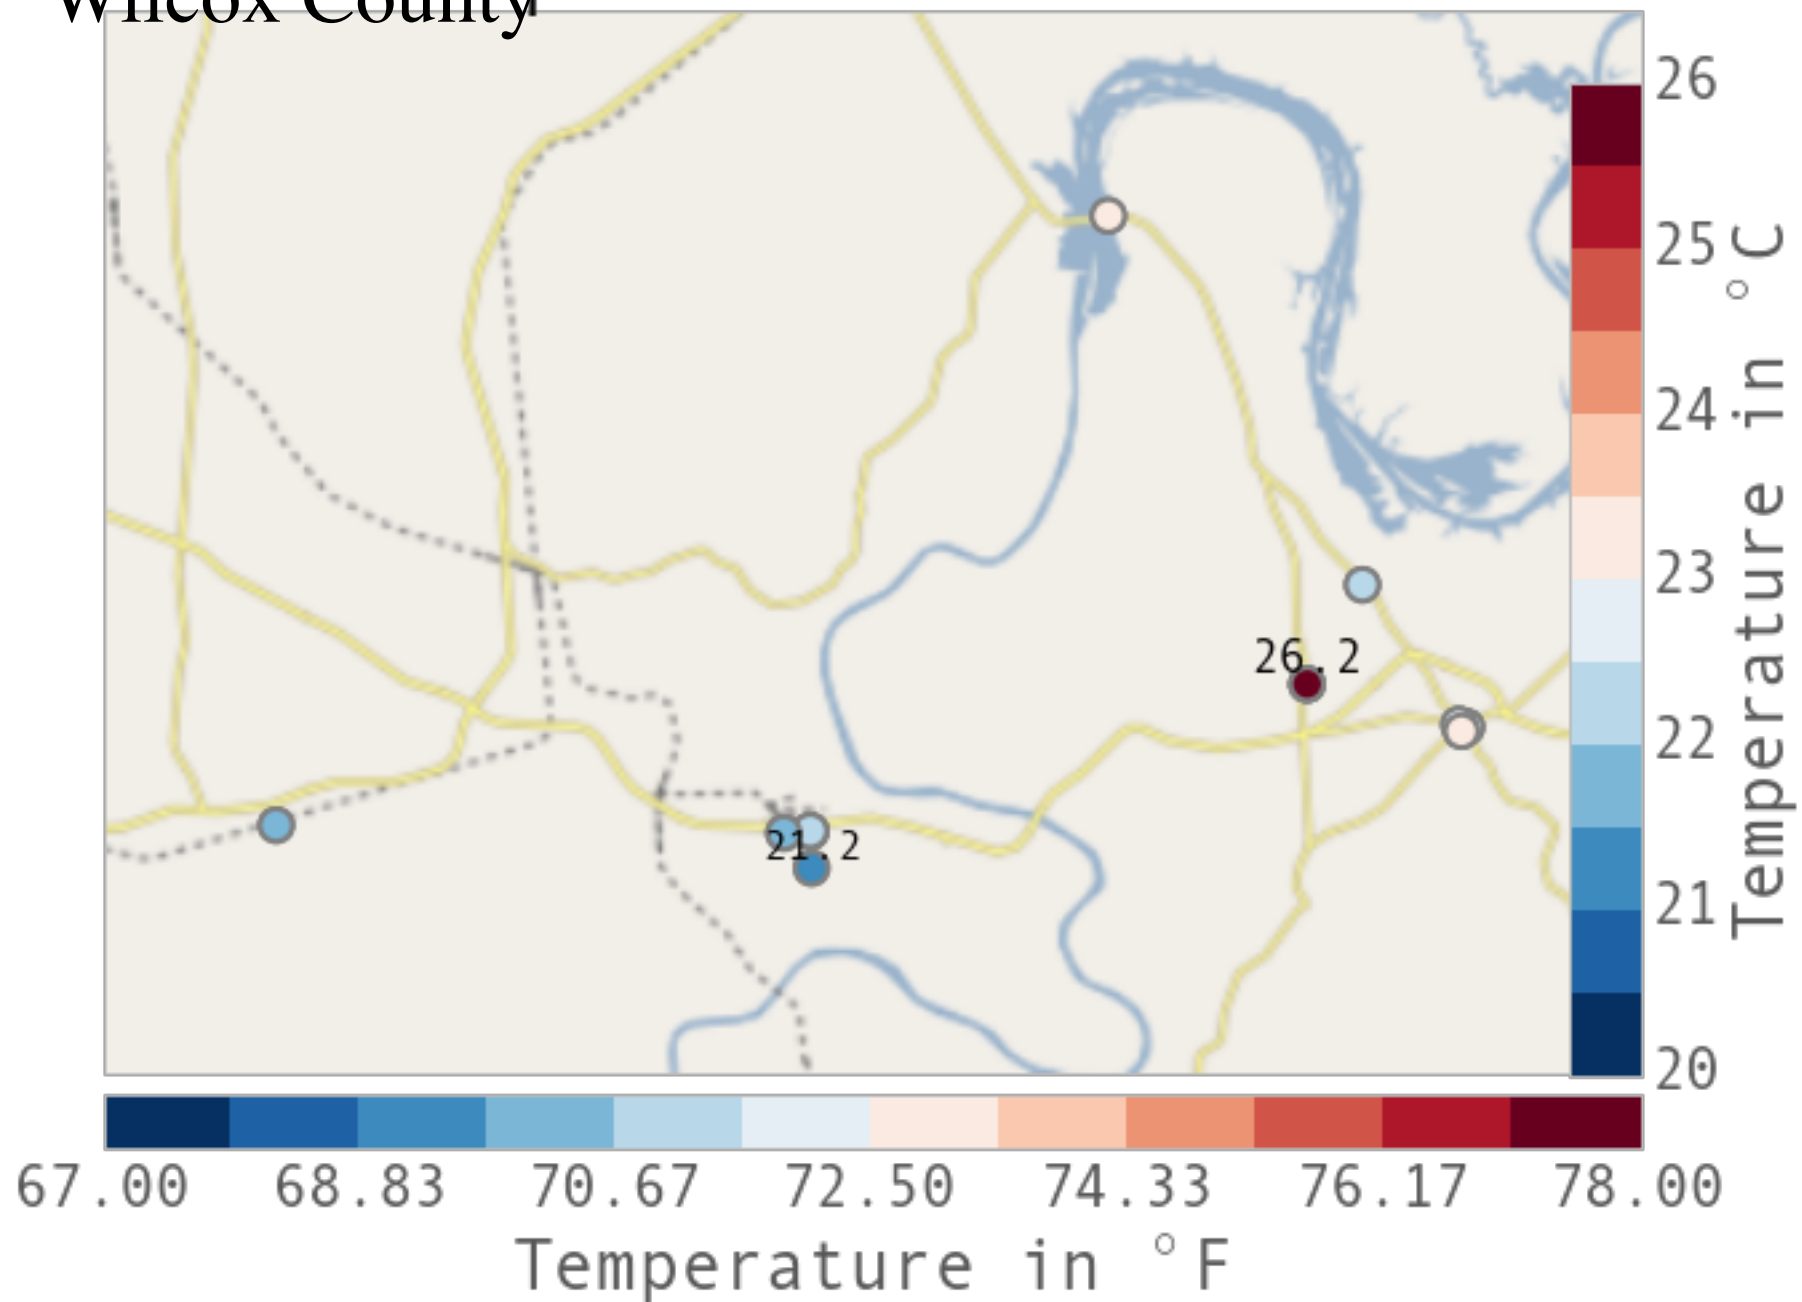 Wilcox County
26
25
24
23
22
21
20
Temperature in °C
26.2
21.2
67.00 68.83 70.67 72.50 74.33 76.17 78.00
Temperature in °F